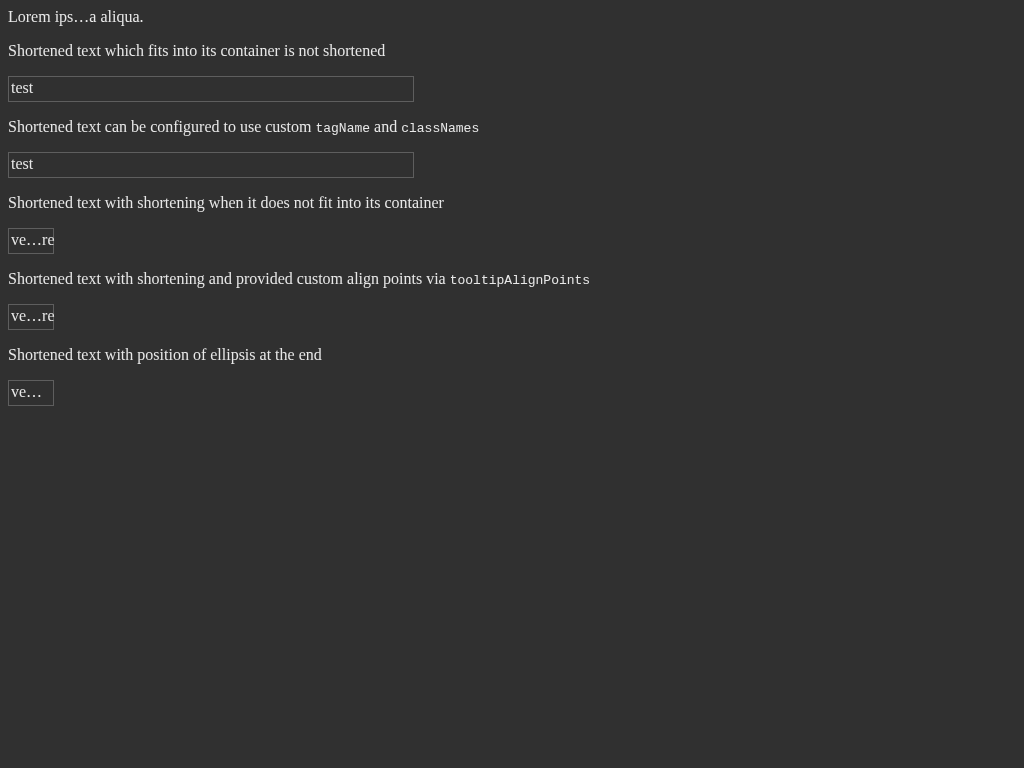 Lorem ips…a aliqua.
Shortened text which fits into its container is not shortened
test
Shortened text can be configured to use custom tagName and classNames
test
Shortened text with shortening when it does not fit into its container
ve…re
Shortened text with shortening and provided custom align points via tooltipAlignPoints
ve…re
Shortened text with position of ellipsis at the end
ve…